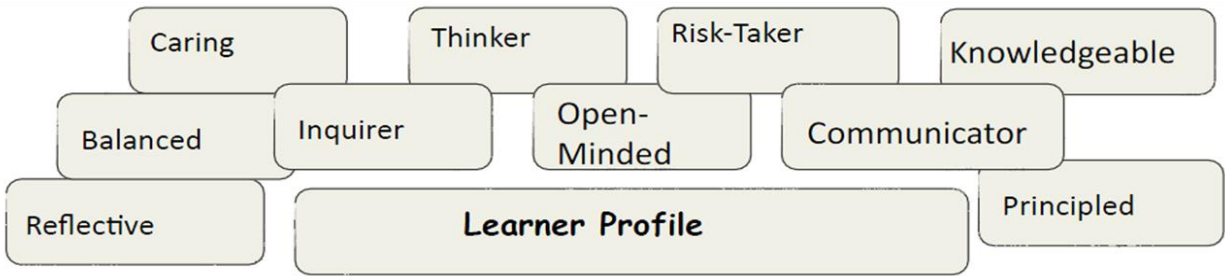 Caring
Thinker
Risk-Taker
Knowledgeable
Balanced
Inquirer
Open-
Minded
Communicator
Reflective
Learner Profile
Principled